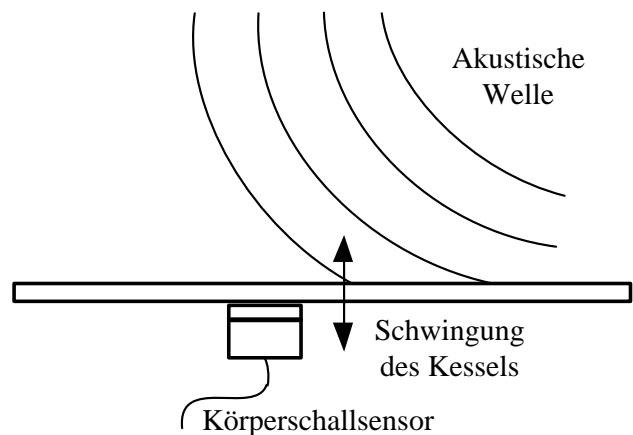 Akustische
Welle
Schwingung
des Kessels
Körperschallsensor